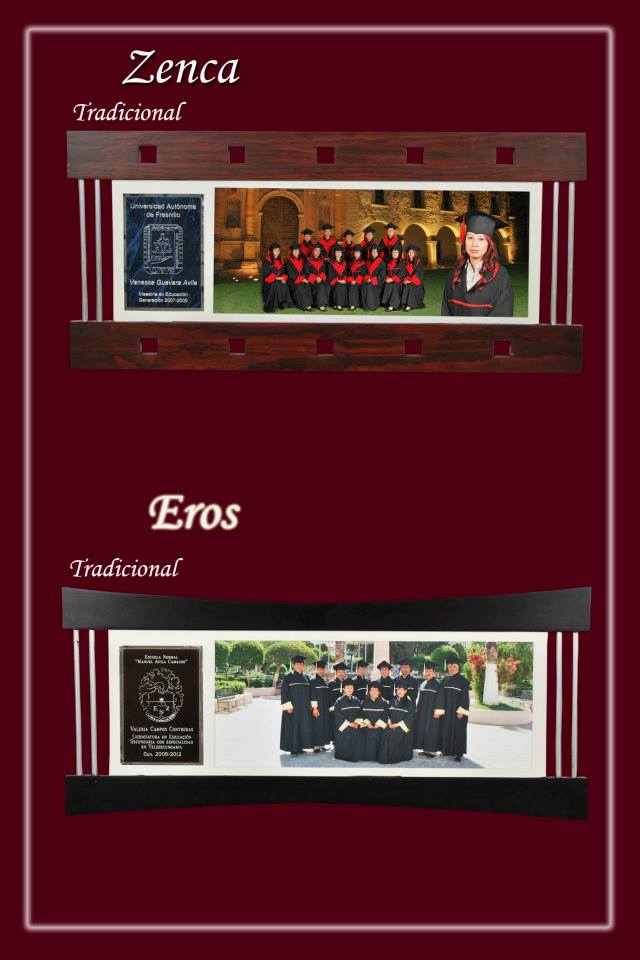 Zenca
Tradicional
Universidad Autónoma
de Fresnillo
Vanessa Guevara Avila
Maestría en Educación
Generación 2007-2009
Eros
Tradicional
Escuela Normal
"Manuel Avila Camacho"
Valeria Campos Contreras
Licenciatura en Educación
Secundaria con especialidad
en Telesecundaria
Gen. 2008-2012